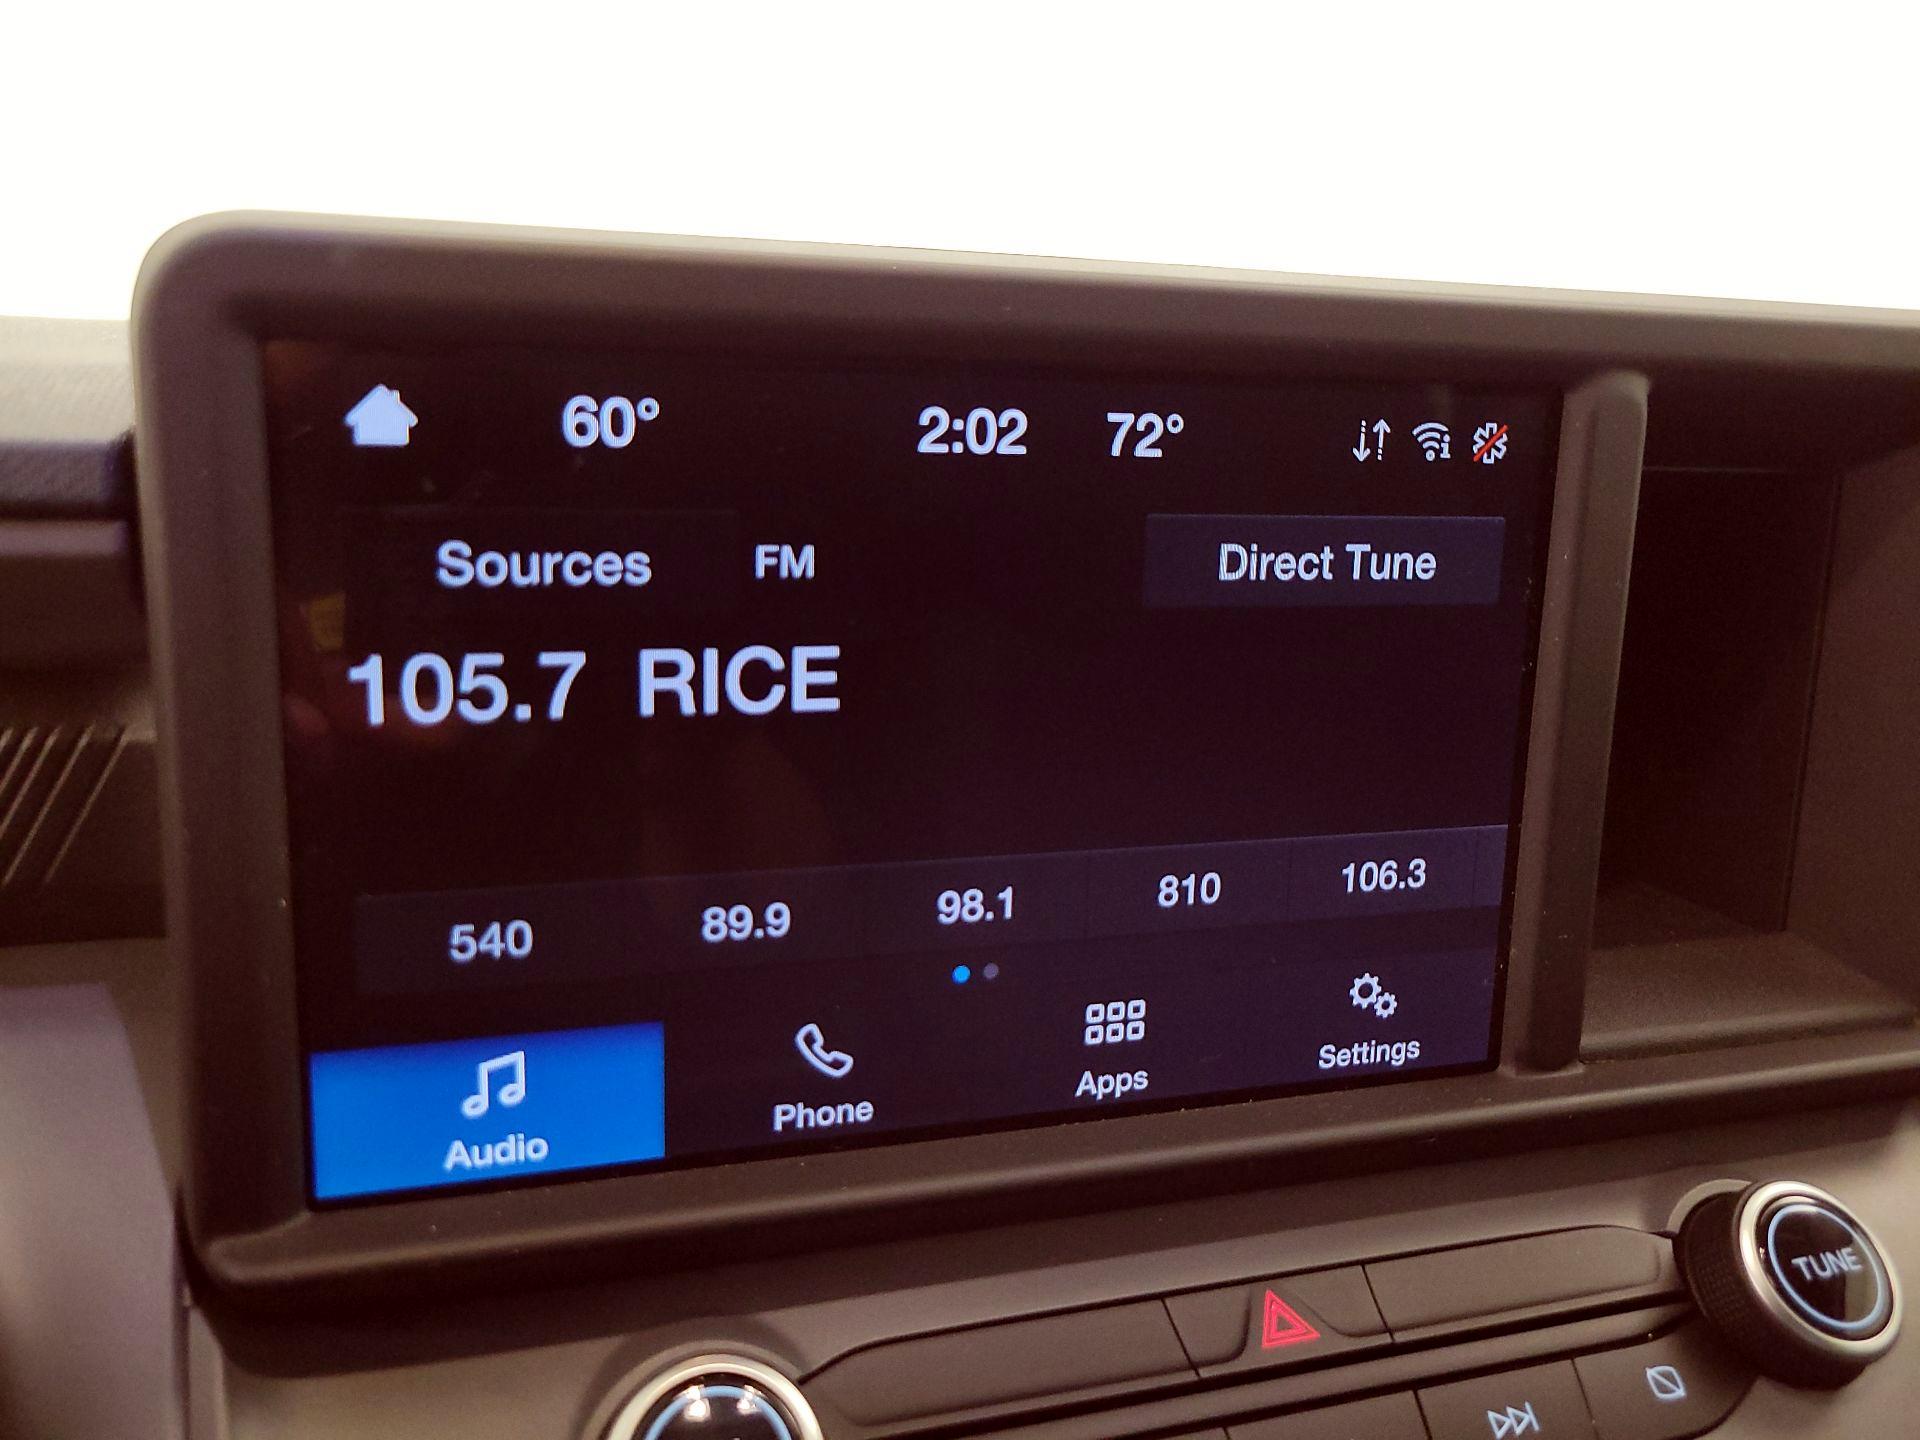 60° 2:02 72°
Sources FM Direct Tune
105.7 RICE
540 89.9 98.1 810 106.3
Audio Phone Apps Settings
TUNE